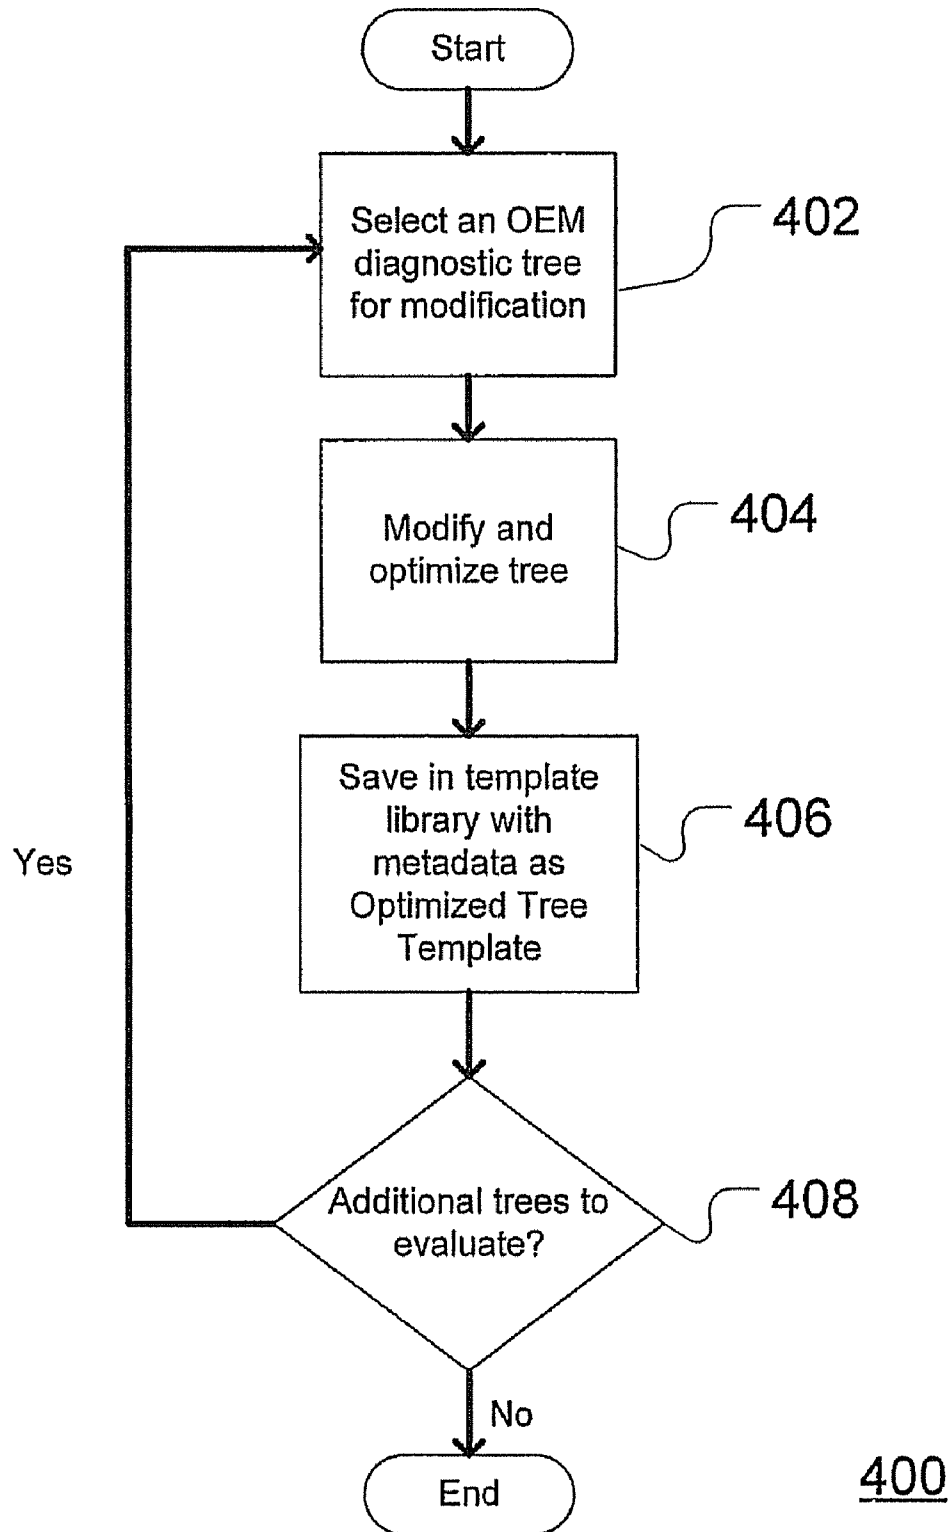 Start
Select an OEM
diagnostic tree
for modification
402
Modify and
optimize tree
404
Save in template
library with
metadata as
Optimized Tree
Template
406
Yes
Additional trees to
evaluate?
408
No
End
400